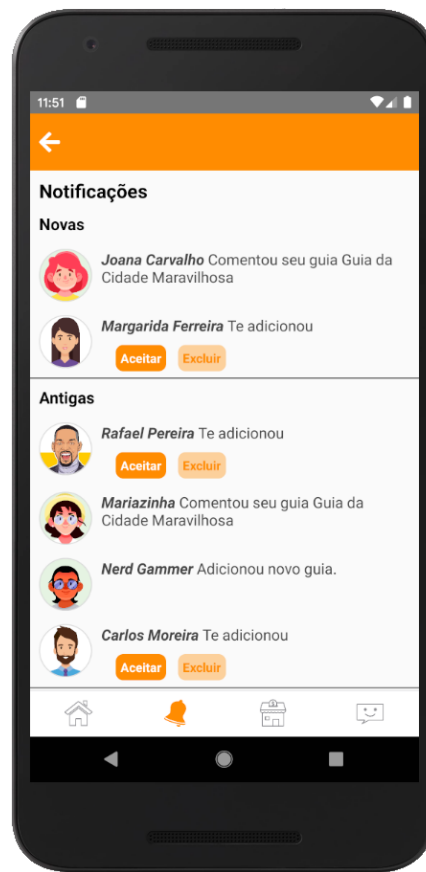 11:51
Notificações
Novas
Joana Carvalho Comentou seu guia Guia da
Cidade Maravilhosa
Margarida Ferreira Te adicionou
Aceitar Excluir
Antigas
Rafael Pereira Te adicionou
Aceitar Excluir
Mariazinha Comentou seu guia Guia da
Cidade Maravilhosa
Nerd Gammer Adicionou novo guia.
Carlos Moreira Te adicionou
Aceitar Excluir